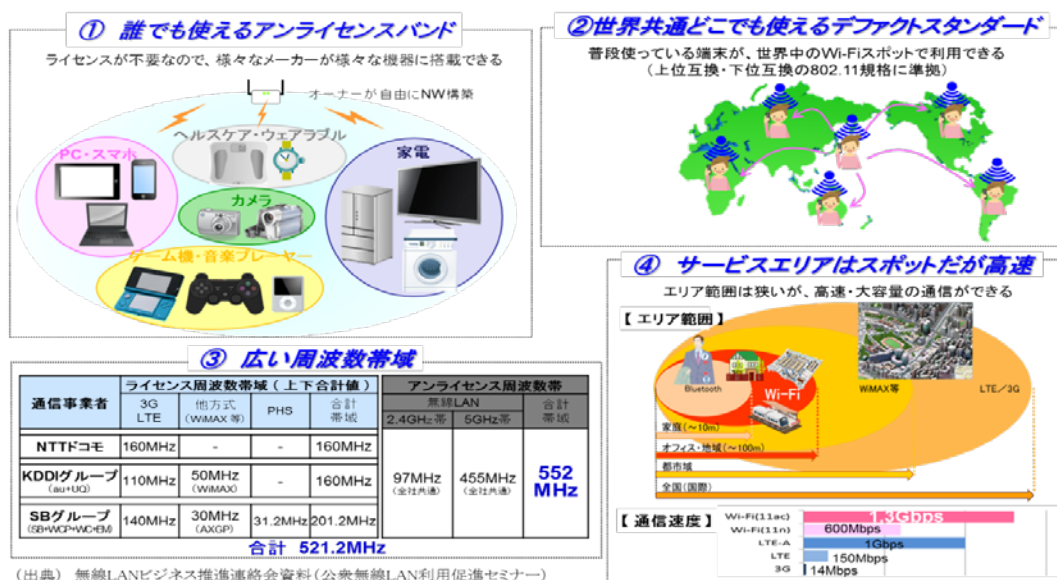 ① 誰でも使えるアンライセンスバンド
ライセンスが不要なので、様々なメーカーが様々な機器に搭載できる
オーナーが自由にNW構築
ヘルスケア・ウェアラブル
PC・スマホ
家電
カメラ
ゲーム機・音楽プレーヤー
②世界共通どこでも使えるデファクトスタンダード
普段使っている端末が、世界中のWi-Fiスポットで利用できる
(上位互換・下位互換の802.11規格に準拠)
③ 広い周波数帯域
通信事業者
ライセンス周波数帯域(上下合計値)
アンライセンス周波数帯
3G LTE
他方式 (WiMAX 等)
PHS
合計 帯域
無線LAN
2.4GHz帯
5GHz帯
合計 帯域
NTTドコモ 160MHz - - 160MHz
KDDIグループ (au+UQ) 110MHz 50MHz (WiMAX) - 160MHz
SBグループ (SB+WCP+WC+EM) 140MHz 30MHz (AXGP) 31.2MHz 201.2MHz
97MHz (全社共通)
455MHz (全社共通)
552 MHz
合計 521.2MHz
(出典) 無線LANビジネス推進連絡会資料(公衆無線LAN利用促進セミナー)
④ サービスエリアはスポットだが高速
エリア範囲は狭いが、高速・大容量の通信ができる
【エリア範囲】
Bluetooth
Wi-Fi
WiMAX等
LTE/3G
家庭(~10m)
オフィス・地域(~100m)
都市域
全国(国際)
【通信速度】
Wi-Fi(11ac) 1.3Gbps
Wi-Fi(11n) 600Mbps
LTE-A 1Gbps
LTE 150Mbps
3G 14Mbps